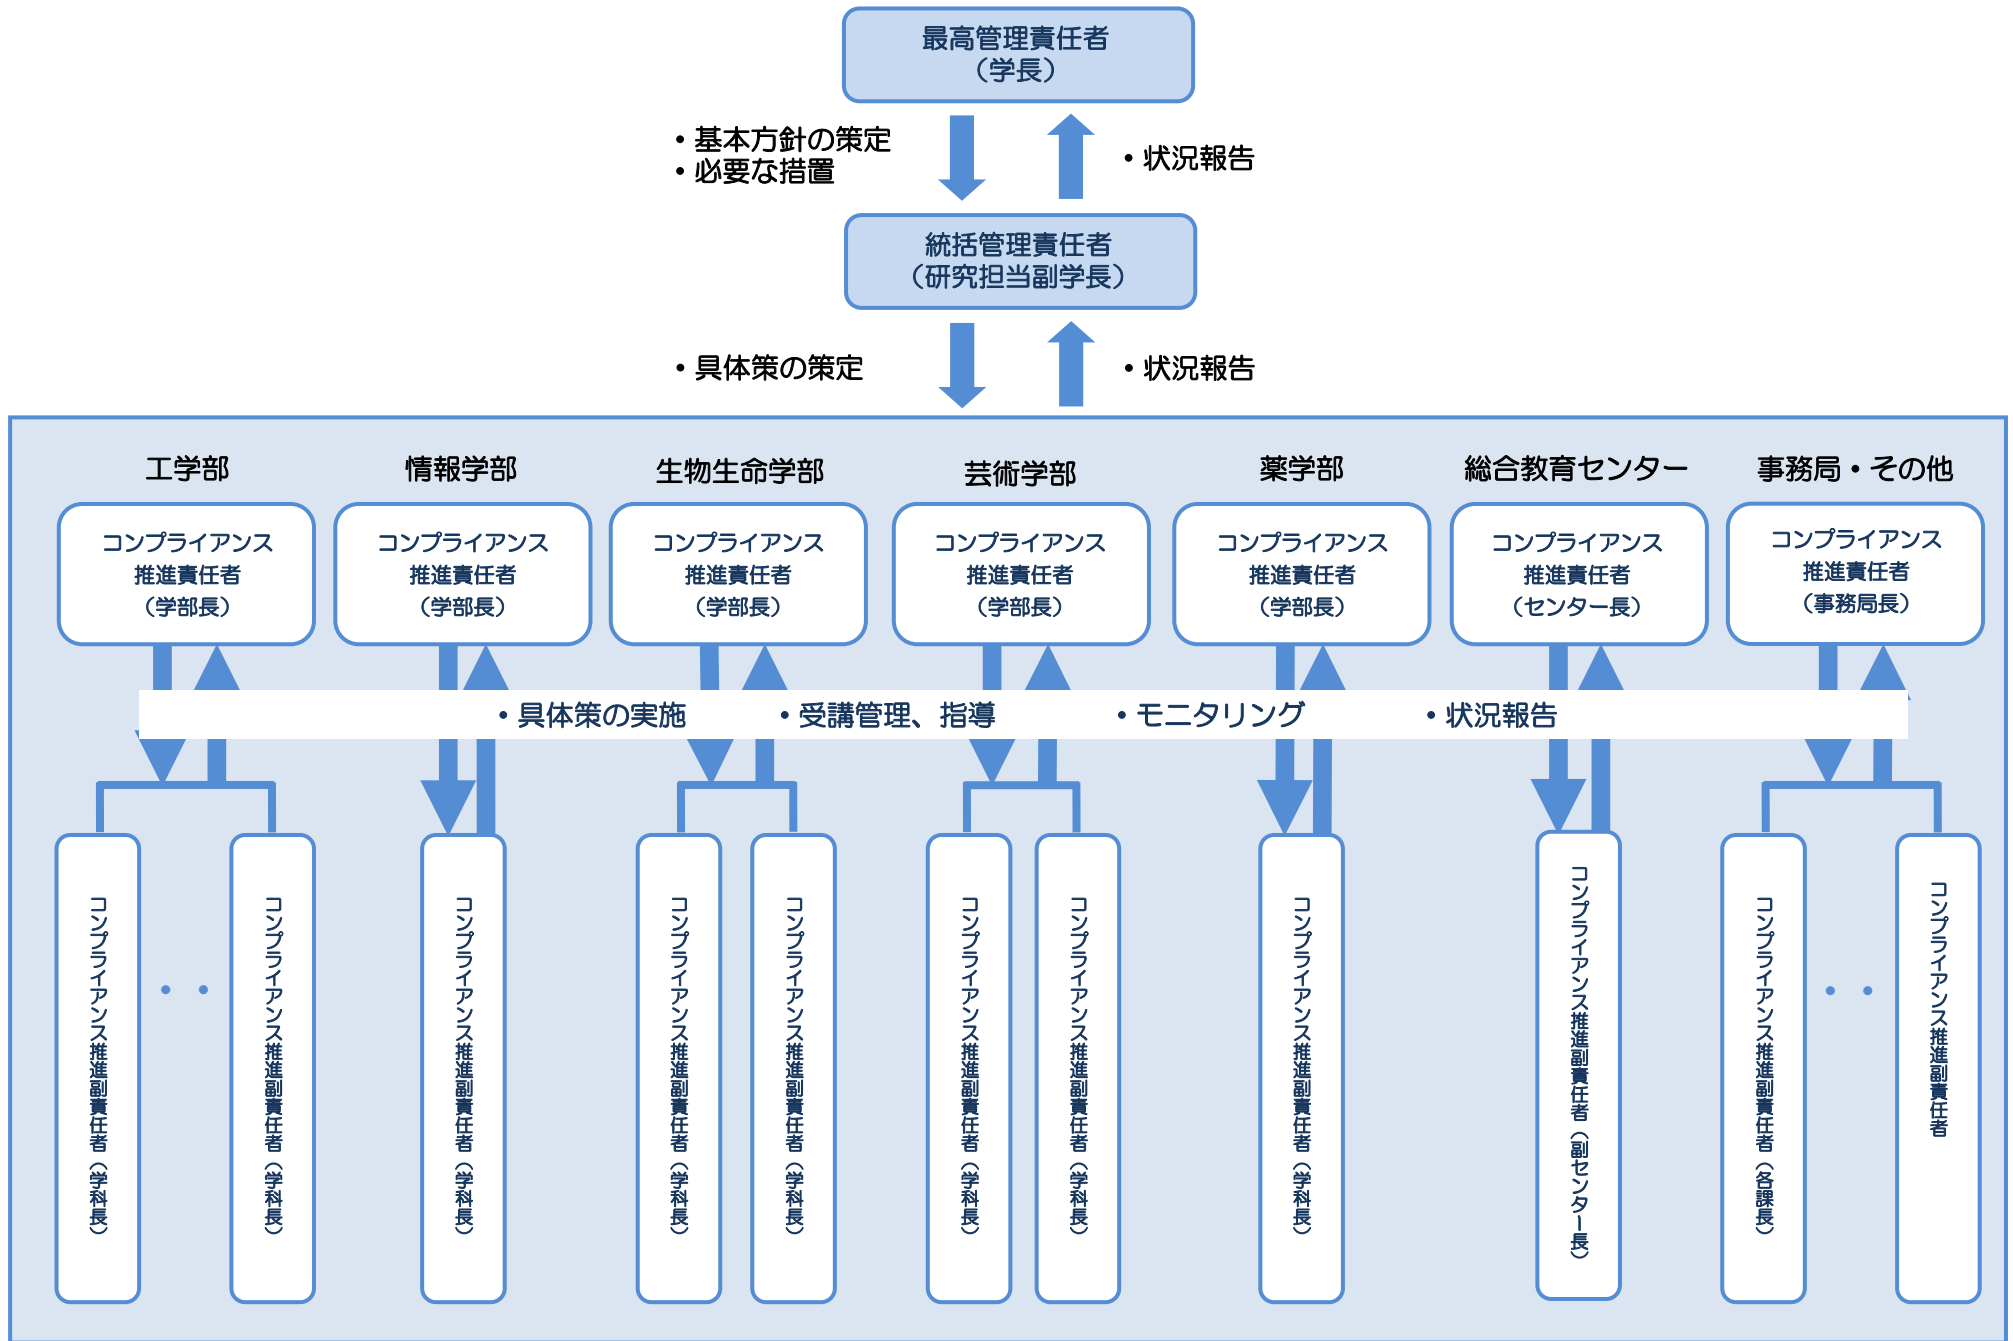 最高管理責任者
（学長）
・基本方針の策定
・必要な措置
・状況報告
統括管理責任者
（研究担当副学長）
・具体策の策定
・状況報告
工学部
情報学部
生物生命学部
芸術学部
薬学部
総合教育センター
事務局・その他
コンプライアンス
推進責任者
（学部長）
コンプライアンス
推進責任者
（学部長）
コンプライアンス
推進責任者
（学部長）
コンプライアンス
推進責任者
（学部長）
コンプライアンス
推進責任者
（学部長）
コンプライアンス
推進責任者
（センター長）
コンプライアンス
推進責任者
（事務局長）
・具体策の実施 ・受講管理、指導 ・モニタリング ・状況報告
コンプライアンス推進副責任者（学科長）
・・
コンプライアンス推進副責任者（学科長）
コンプライアンス推進副責任者（学科長）
コンプライアンス推進副責任者（学科長）
コンプライアンス推進副責任者（学科長）
コンプライアンス推進副責任者（学科長）
コンプライアンス推進副責任者（学科長）
コンプライアンス推進副責任者（学科長）
コンプライアンス推進副責任者（副センター長）
コンプライアンス推進副責任者（各課長）
・・
コンプライアンス推進副責任者